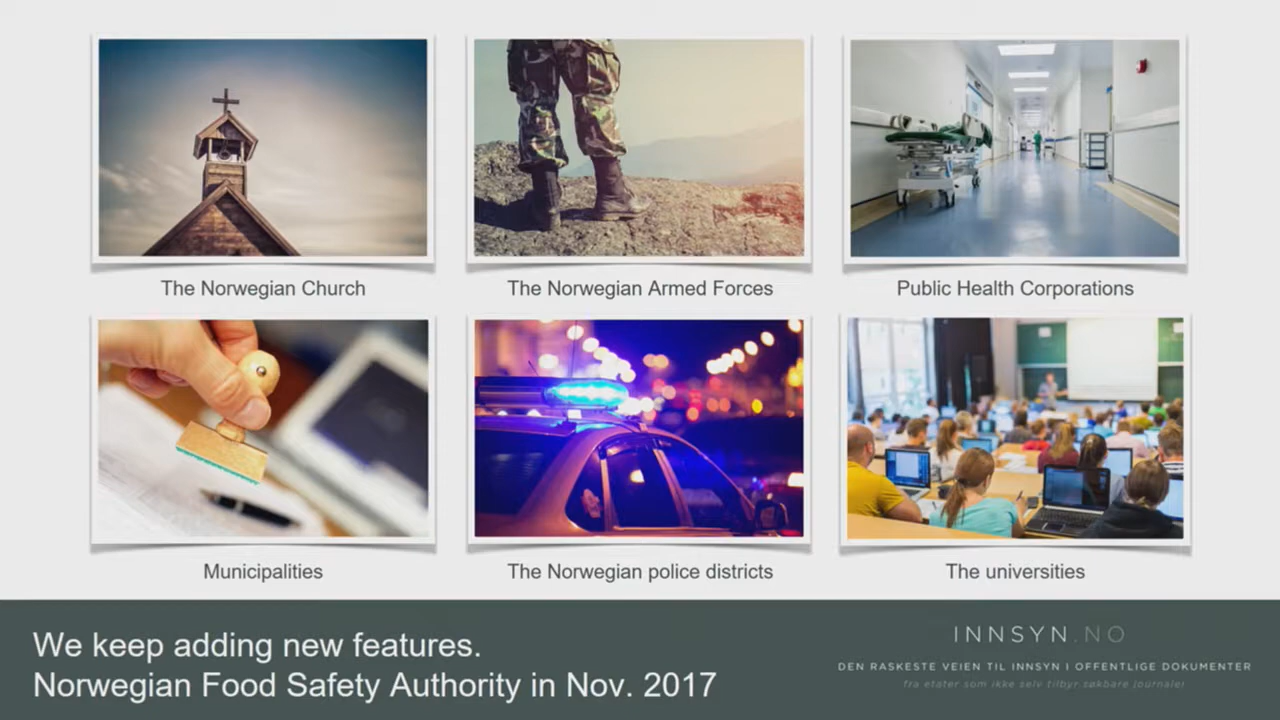 The Norwegian Church
The Norwegian Armed Forces
Public Health Corporations
Municipalities
The Norwegian police districts
The universities
We keep adding new features.
Norwegian Food Safety Authority in Nov. 2017
INNSYN.NO
DEN RASKESTE VEIEN TIL INNSYN I OFFENTLIGE DOKUMENTER
fra etater som ikke selv tilbyr søkbare journaler